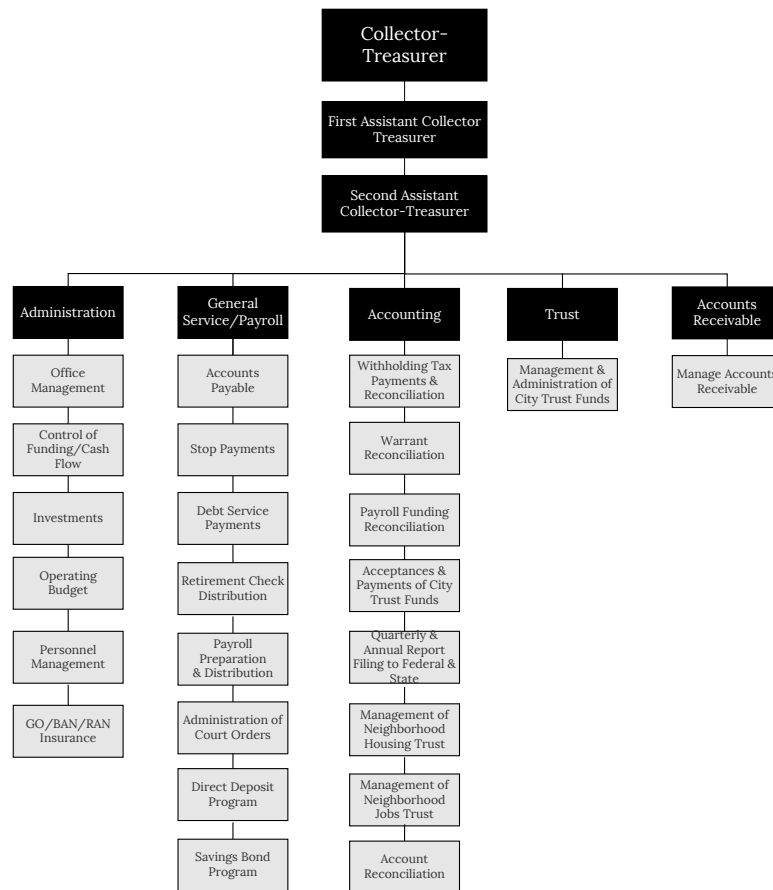 Collector-
Treasurer
First Assistant Collector
Treasurer
Second Assistant
Collector-Treasurer
Administration
Office
Management
Control of
Funding/Cash
Flow
Investments
Operating
Budget
Personnel
Management
GO/BAN/RAN
Insurance
General
Service/Payroll
Accounts
Payable
Stop Payments
Debt Service
Payments
Retirement Check
Distribution
Payroll
Preparation
& Distribution
Administration of
Court Orders
Direct Deposit
Program
Savings Bond
Program
Accounting
Withholding Tax
Payments &
Reconciliation
Warrant
Reconciliation
Payroll Funding
Reconciliation
Acceptances &
Payments of City
Trust Funds
Quarterly &
Annual Report
Filing to Federal &
State
Management of
Neighborhood
Housing Trust
Management of
Neighborhood
Jobs Trust
Account
Reconciliation
Trust
Management &
Administration of
City Trust Funds
Accounts
Receivable
Manage Accounts
Receivable